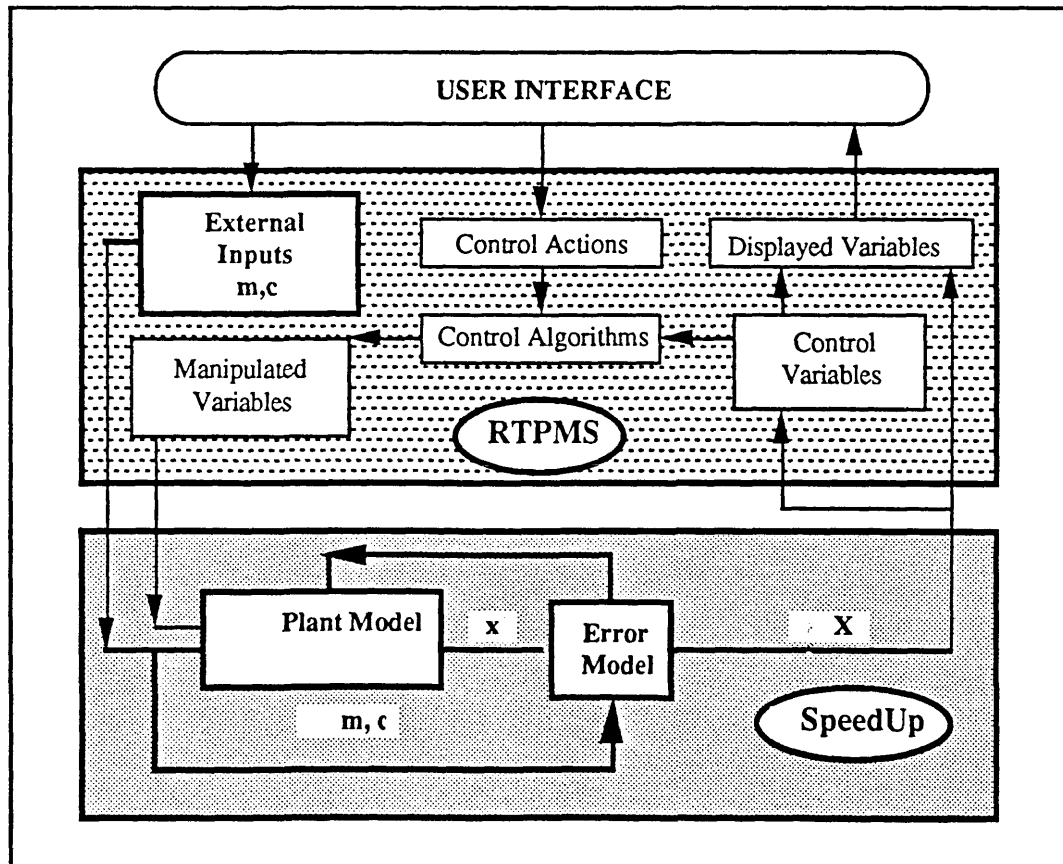 USER INTERFACE
External
Inputs
m,c
Control Actions
Displayed Variables
Control Algorithms
Control
Variables
Manipulated
Variables
RTPMS
Plant Model
x
Error
Model
X
m, c
SpeedUp